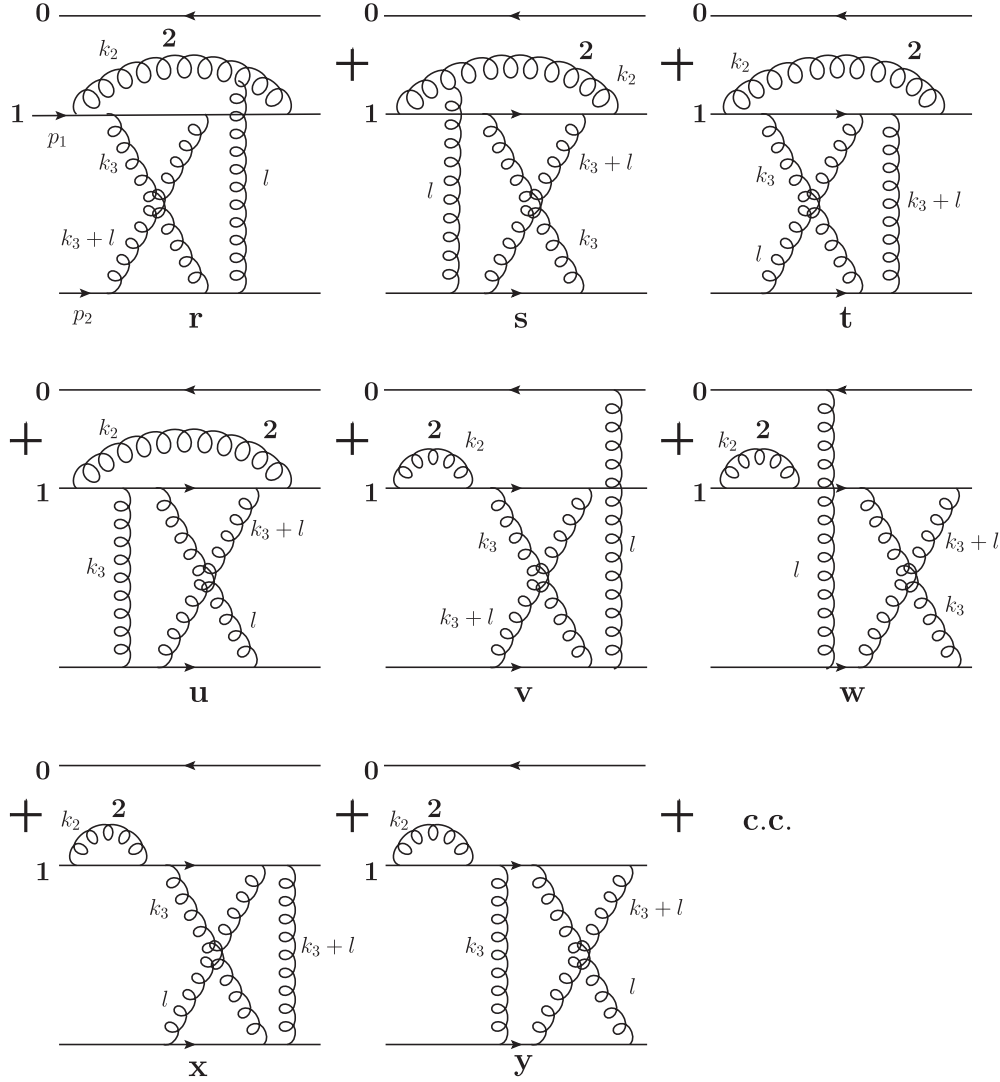 0 0 0
k₂ 2 + 2 k₂ + k₂ 2
1 p₁ 1 1
k₃ l l k₃ + l k₃ k₃ + l
k₃ + l k₃ l
p₂
r s t
0 0 0
+ k₂ 2 + 2 k₂ + k₂ 2
1 1 1
k₃ k₃ + l k₃ l l k₃ + l
l k₃ + l k₃
u v w
0 0
+ k₂ 2 + k₂ 2 + c.c.
1 1
k₃ k₃ + l k₃ k₃ + l
l l
x y